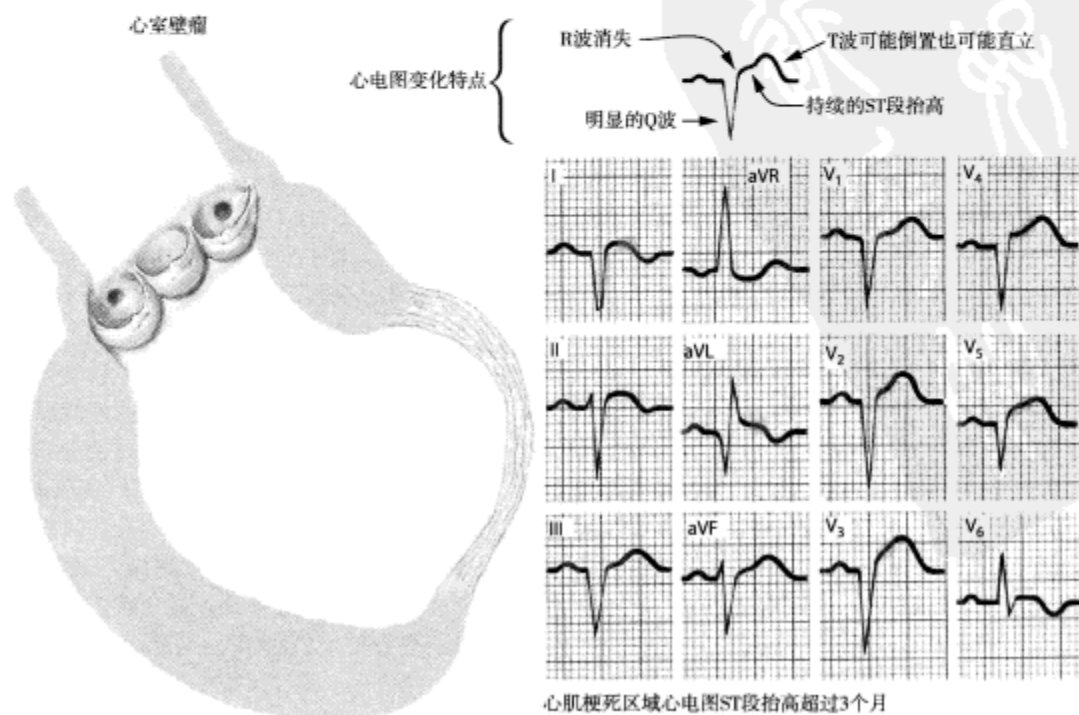 心室壁瘤
心电图变化特点
R波消失
T波可能倒置也可能直立
明显的Q波
持续的ST段抬高
I
aVR
V1
V4
II
aVL
V2
V5
III
aVF
V3
V6
心肌梗死区域心电图ST段抬高超过3个月